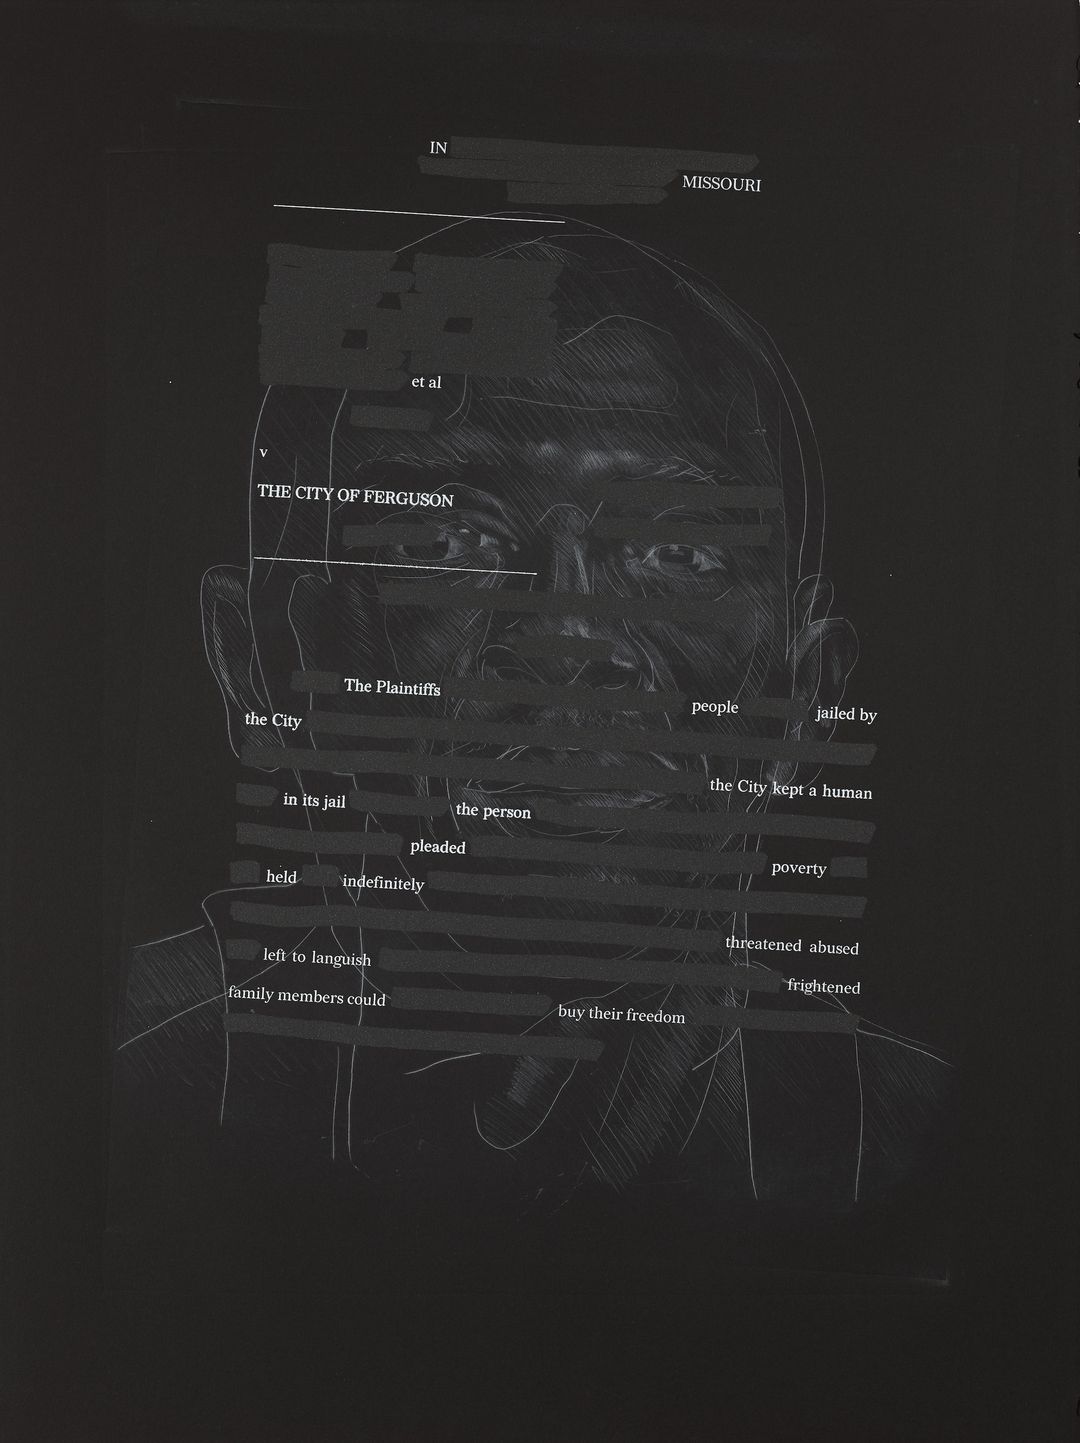 IN
MISSOURI
et al
v
THE CITY OF FERGUSON
The Plaintiffs people jailed by
the City
the City kept a human
in its jail the person
pleaded poverty
held indefinitely
threatened abused
left to languish frightened
family members could buy their freedom